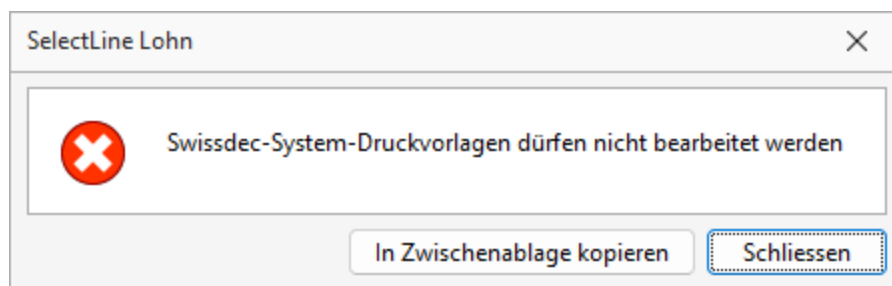 SelectLine Lohn
Swissdec-System-Druckvorlagen dürfen nicht bearbeitet werden
In Zwischenablage kopieren
Schliessen